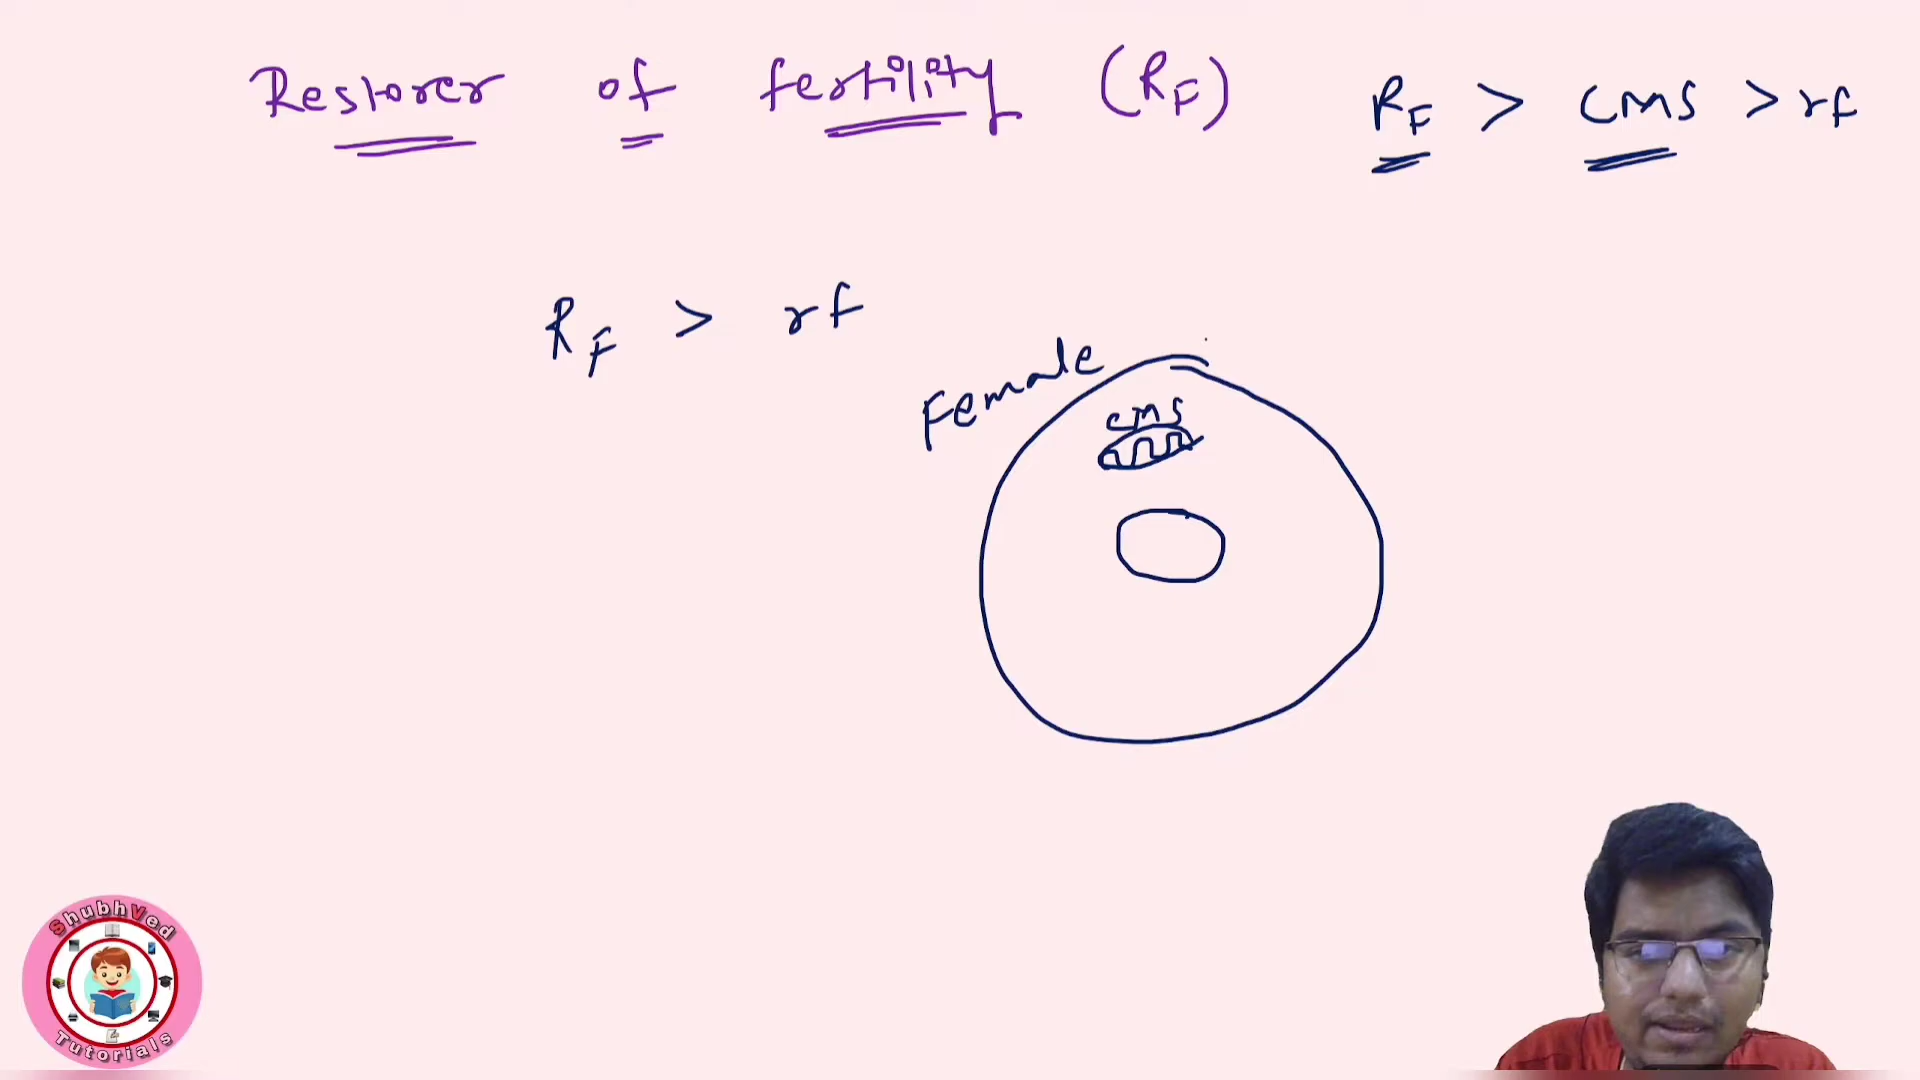 Restorer of fertility (RF) RF > CMS > rf
RF > rf
Female
CMS
ShubhVed
Tutorials